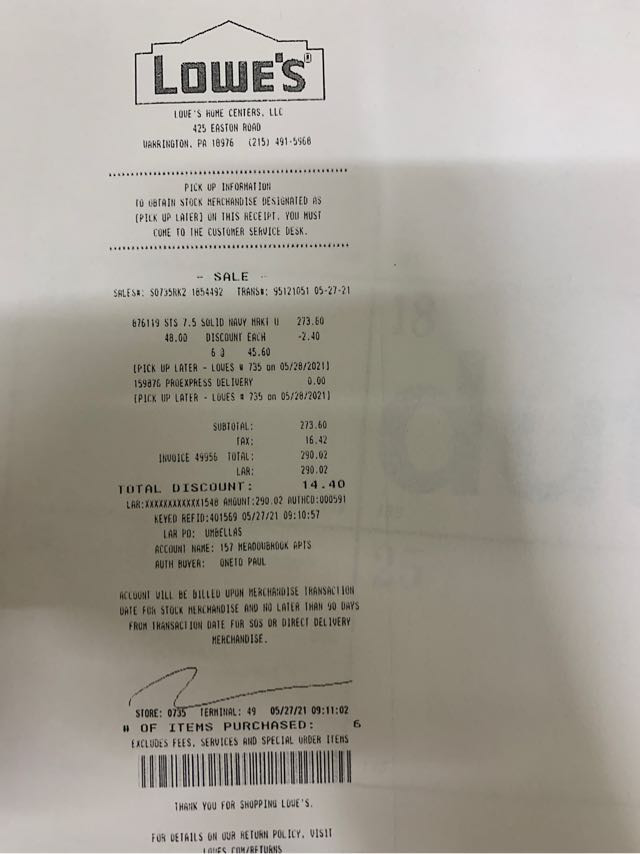 LOWE'S
LOWE'S HOME CENTERS, LLC
425 EASTON ROAD
WARRINGTON, PA 18976 (215) 491-5968
PICK UP INFORMATION
TO OBTAIN STOCK MERCHANDISE DESIGNATED AS
[PICK UP LATER] ON THIS RECEIPT, YOU MUST
COME TO THE CUSTOMER SERVICE DESK.
- SALE -
SALES#: S0735RK2 1854492 TRANS#: 95121051 05-27-21
876119 STS 7.5 SOLID NAVY MRKT U 273.60
48.00 DISCOUNT EACH -2.40
6 @ 45.60
[PICK UP LATER - LOWES # 735 on 05/28/2021]
159876 PROEXPRESS DELIVERY 0.00
[PICK UP LATER - LOWES # 735 on 05/28/2021]
SUBTOTAL: 273.60
TAX: 16.42
INVOICE 49956 TOTAL: 290.02
LAR: 290.02
TOTAL DISCOUNT: 14.40
LAR:XXXXXXXXXXXX1548 AMOUNT:290.02 AUTHCD:000591
KEYED REFID:401569 05/27/21 09:10:57
LAR PO: UMBELLAS
ACCOUNT NAME: 157 MEADOWBROOK APTS
AUTH BUYER: ONETO PAUL
ACCOUNT WILL BE BILLED UPON MERCHANDISE TRANSACTION
DATE FOR STOCK MERCHANDISE AND NO LATER THAN 90 DAYS
FROM TRANSACTION DATE FOR SOS OR DIRECT DELIVERY
MERCHANDISE.
STORE: 0735 TERMINAL: 49 05/27/21 09:11:02
# OF ITEMS PURCHASED: 6
EXCLUDES FEES, SERVICES AND SPECIAL ORDER ITEMS
THANK YOU FOR SHOPPING LOWE'S.
FOR DETAILS ON OUR RETURN POLICY, VISIT
LOWES.COM/RETURNS